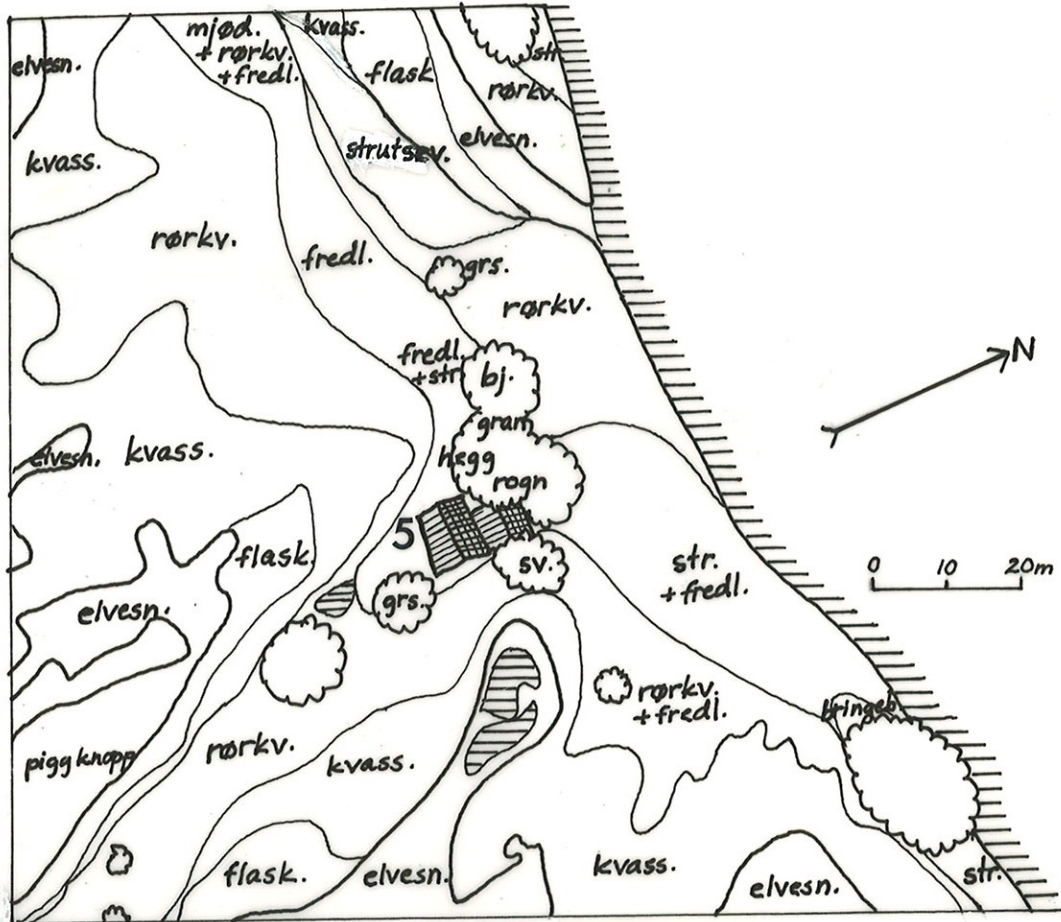 mjød.
+ rørkv.
+fredl.
kvass.
str.
elvesn.
flask
rørkv.
elvesn.
strutsev.
kvass.
rørkv.
fredl.
grs.
rørkv.
N
fredl.
+str.
bj.
gran
hegg
rogn
elvesn.
kvass.
5
flask.
sv.
str.
+ fredl.
0 10 20m
grs.
elvesn.
rørkv.
+ fredl.
bringeb.
piggknopp
rørkv.
kvass.
flask.
elvesn.
kvass.
elvesn.
str.